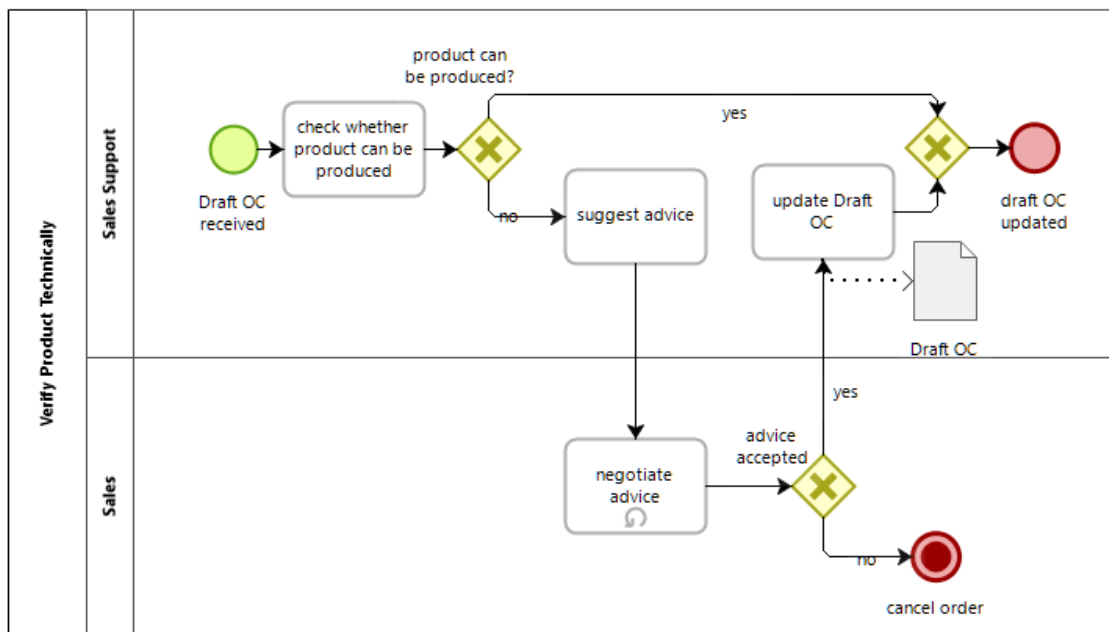 Verify Product Technically
Sales Support
Draft OC
received
check whether
product can be
produced
product can
be produced?
yes
no
suggest advice
update Draft
OC
draft OC
updated
Draft OC
Sales
negotiate
advice
advice
accepted
yes
no
cancel order